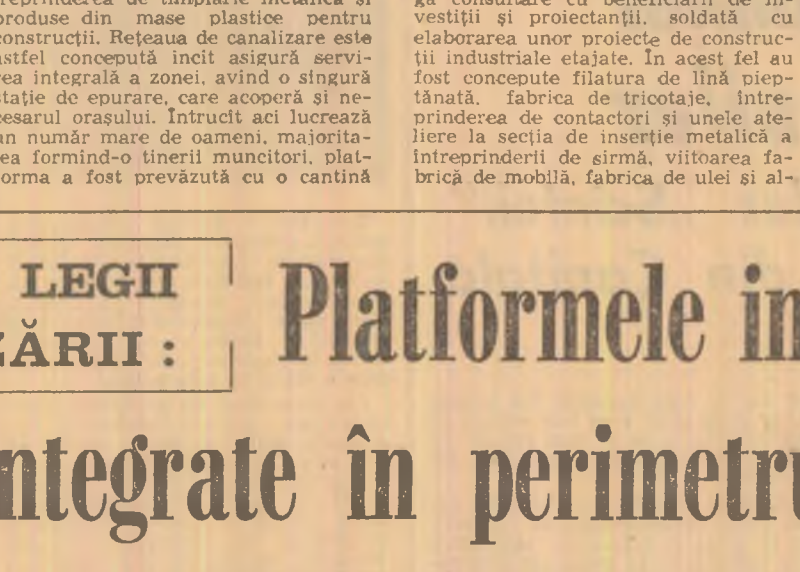 treprinderea de tîmplărie metalică și
produse din mase plastice pentru
construcții. Rețeaua de canalizare este
astfel concepută incit asigură servi-
rea integrală a zonei, avind o singură
stație de epurare, care acoperă și ne-
cesarul orașului. Întrucît aci lucrează
un număr mare de oameni, majorita-
ea formind-o tinerii muncitori, plat-
orma a fost prevăzută cu o cantină
gă consultare cu beneficiarii de in-
vestiții și proiectanții, soldată cu
elaborarea unor proiecte de construc-
ții industriale etajate. În acest fel au
fost concepute filatura de lină piep-
tănată, fabrica de tricotaje, între-
prinderea de contactori și unele ate-
liere la secția de inserție metalică a
întreprinderii de sirmă, viitoarea fa-
brică de mobilă, fabrica de ulei și al-
LEGII
ZĂRII :
Platformele in
ntegrate în perimetru